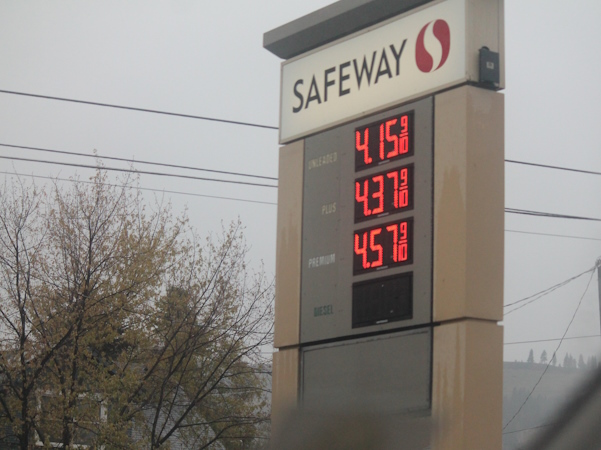 SAFEWAY
UNLEADED 4.15 9/10
PLUS 4.37 9/10
PREMIUM 4.57 9/10
DIESEL